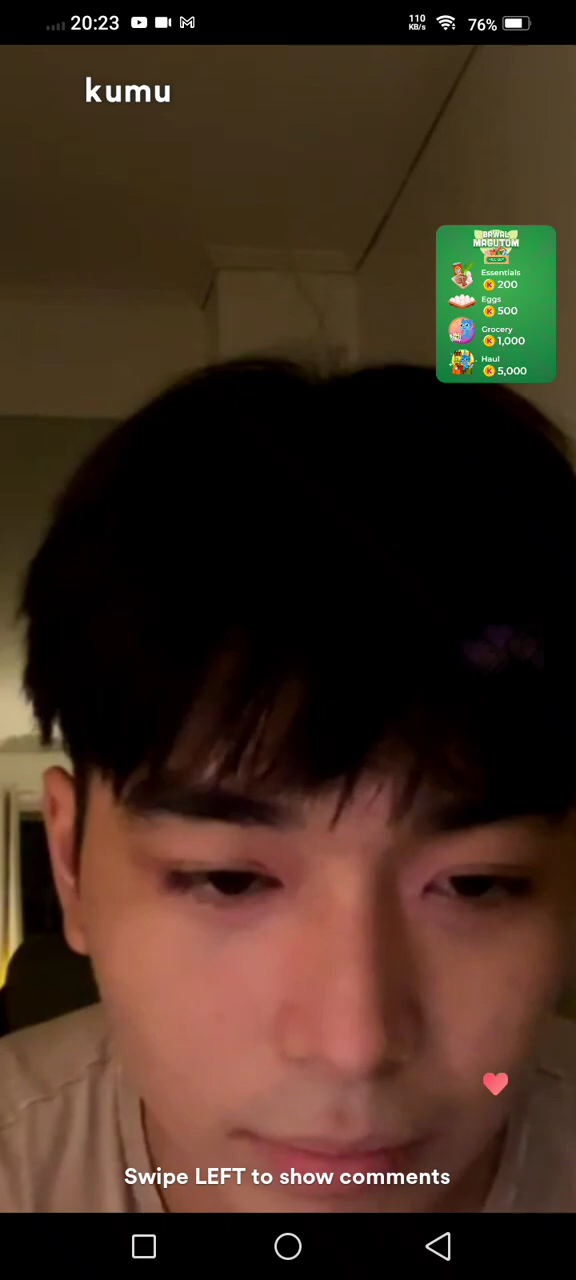 20:23
110
KB/s
76%
kumu
BAWAL
MAGUTOM
Essentials
200
Eggs
500
Grocery
1,000
Haul
5,000
Swipe LEFT to show comments